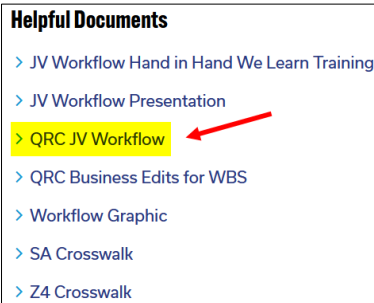 Helpful Documents
> JV Workflow Hand in Hand We Learn Training
> JV Workflow Presentation
> QRC JV Workflow
> QRC Business Edits for WBS
> Workflow Graphic
> SA Crosswalk
> Z4 Crosswalk